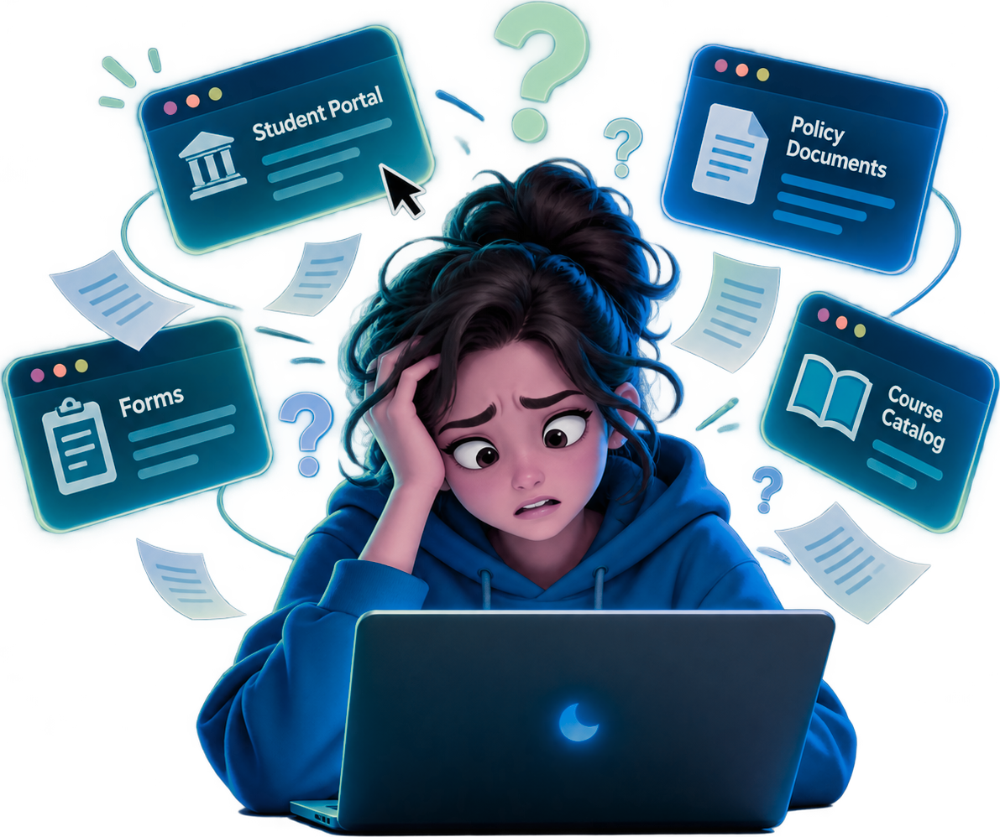 Student Portal
Policy
Documents
Forms
Course
Catalog